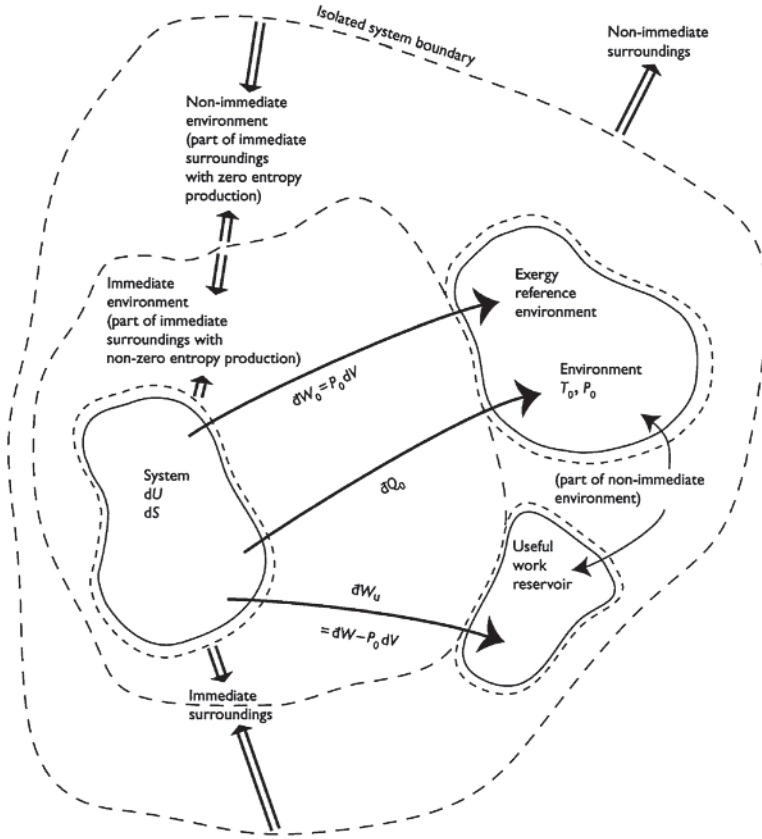 Isolated system boundary
Non-immediate
surroundings
Non-immediate
environment
(part of immediate
surroundings
with zero entropy
production)
Immediate
environment
(part of immediate
surroundings with
non-zero entropy production)
Exergy
reference
environment
Environment
T₀, P₀
đW₀ = P₀dV
System
dU
dS
đQ₀
(part of non-immediate
environment)
Useful
work
reservoir
đWᵤ
= đW – P₀dV
Immediate
surroundings